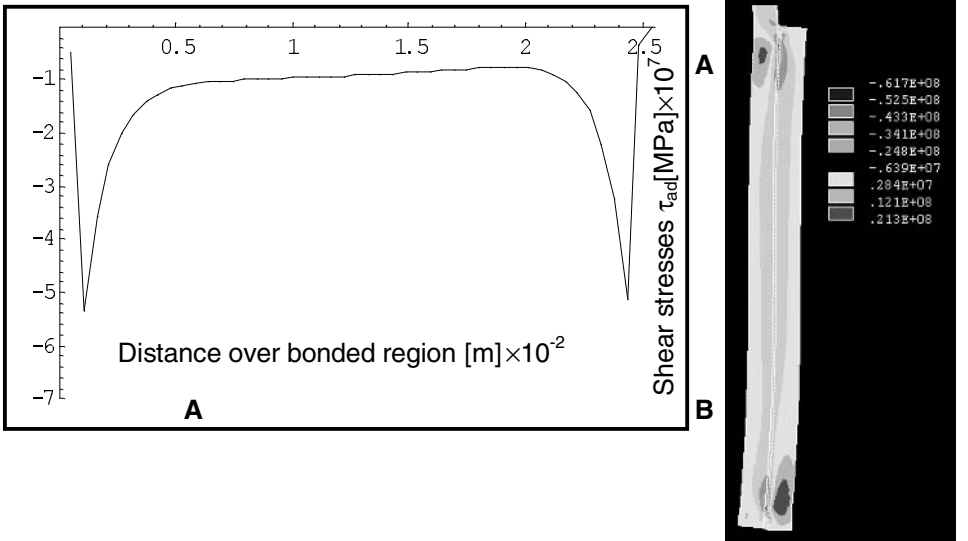 0.5 1 1.5 2 2.5
-1
-2
-3
-4
-5
-6
-7
Distance over bonded region [m]×10⁻²
Shear stresses τad[MPa]×10⁷
A
A
B
-.617E+08
-.525E+08
-.433E+08
-.341E+08
-.248E+08
-.639E+07
.284E+07
.121E+08
.213E+08